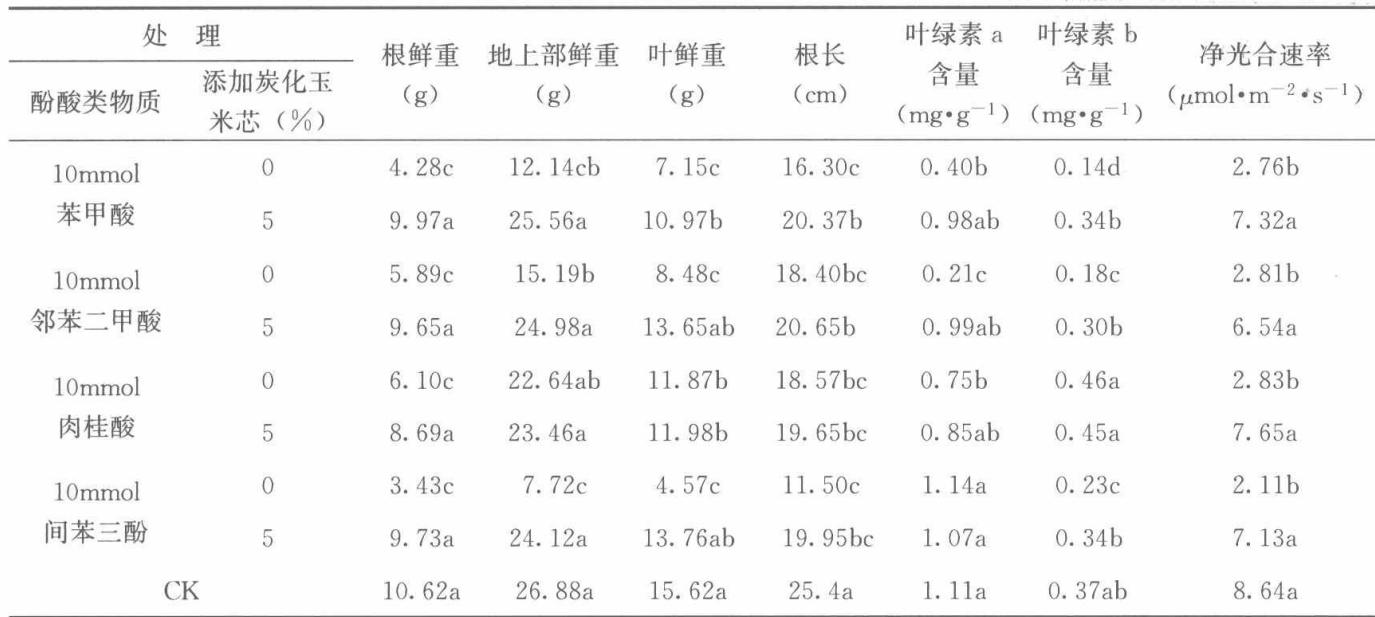 处 理 根鲜重 (g) 地上部鲜重 (g) 叶鲜重 (g) 根长 (cm) 叶绿素 a 含量 (mg•g⁻¹) 叶绿素 b 含量 (mg•g⁻¹) 净光合速率 (μmol•m⁻²•s⁻¹)
酚酸类物质 添加炭化玉米芯（%）
10mmol 苯甲酸 0 4.28c 12.14cb 7.15c 16.30c 0.40b 0.14d 2.76b
5 9.97a 25.56a 10.97b 20.37b 0.98ab 0.34b 7.32a
10mmol 邻苯二甲酸 0 5.89c 15.19b 8.48c 18.40bc 0.21c 0.18c 2.81b
5 9.65a 24.98a 13.65ab 20.65b 0.99ab 0.30b 6.54a
10mmol 肉桂酸 0 6.10c 22.64ab 11.87b 18.57bc 0.75b 0.46a 2.83b
5 8.69a 23.46a 11.98b 19.65bc 0.85ab 0.45a 7.65a
10mmol 间苯三酚 0 3.43c 7.72c 4.57c 11.50c 1.14a 0.23c 2.11b
5 9.73a 24.12a 13.76ab 19.95bc 1.07a 0.34b 7.13a
CK 10.62a 26.88a 15.62a 25.4a 1.11a 0.37ab 8.64a